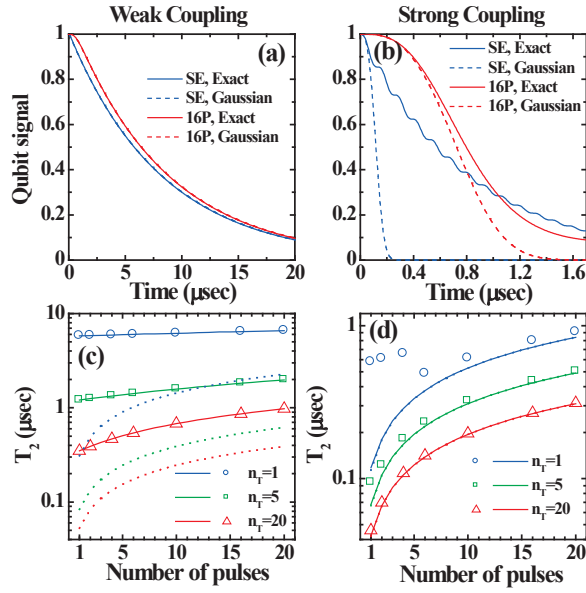 Weak Coupling
Strong Coupling
(a)
(b)
SE, Exact
SE, Gaussian
16P, Exact
16P, Gaussian
SE, Exact
SE, Gaussian
16P, Exact
16P, Gaussian
Qubit signal
1
0.8
0.6
0.4
0.2
0
1
0.8
0.6
0.4
0.2
0
0 5 10 15 20
0 0.4 0.8 1.2 1.6
Time (μsec)
Time (μsec)
(c)
(d)
T2 (μsec)
10
1
0.1
T2 (μsec)
1
0.1
nT=1
nT=5
nT=20
nT=1
nT=5
nT=20
1 5 10 15 20
1 5 10 15 20
Number of pulses
Number of pulses